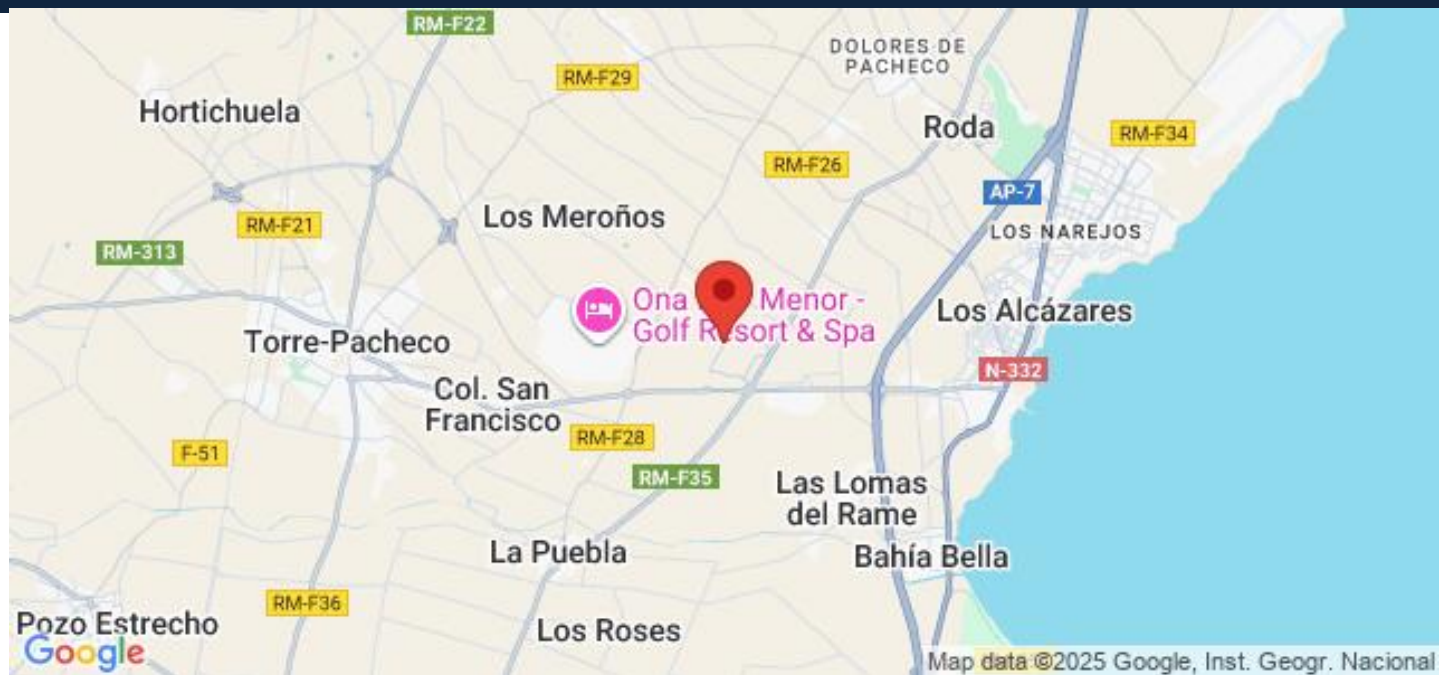 RM-F22
DOLORES DE
PACHECO
RM-F29
Hortichuela
Roda
RM-F34
RM-F26
AP-7
Los Meroños
RM-F21
LOS NAREJOS
RM-313
Ona Menor -
Golf Resort & Spa
Los Alcázares
Torre-Pacheco
N-332
Col. San
Francisco
RM-F28
F-51
RM-F35
Las Lomas
del Rame
La Puebla
Bahía Bella
RM-F36
Pozo Estrecho
Los Roses
Google
Map data ©2025 Google, Inst. Geogr. Nacional